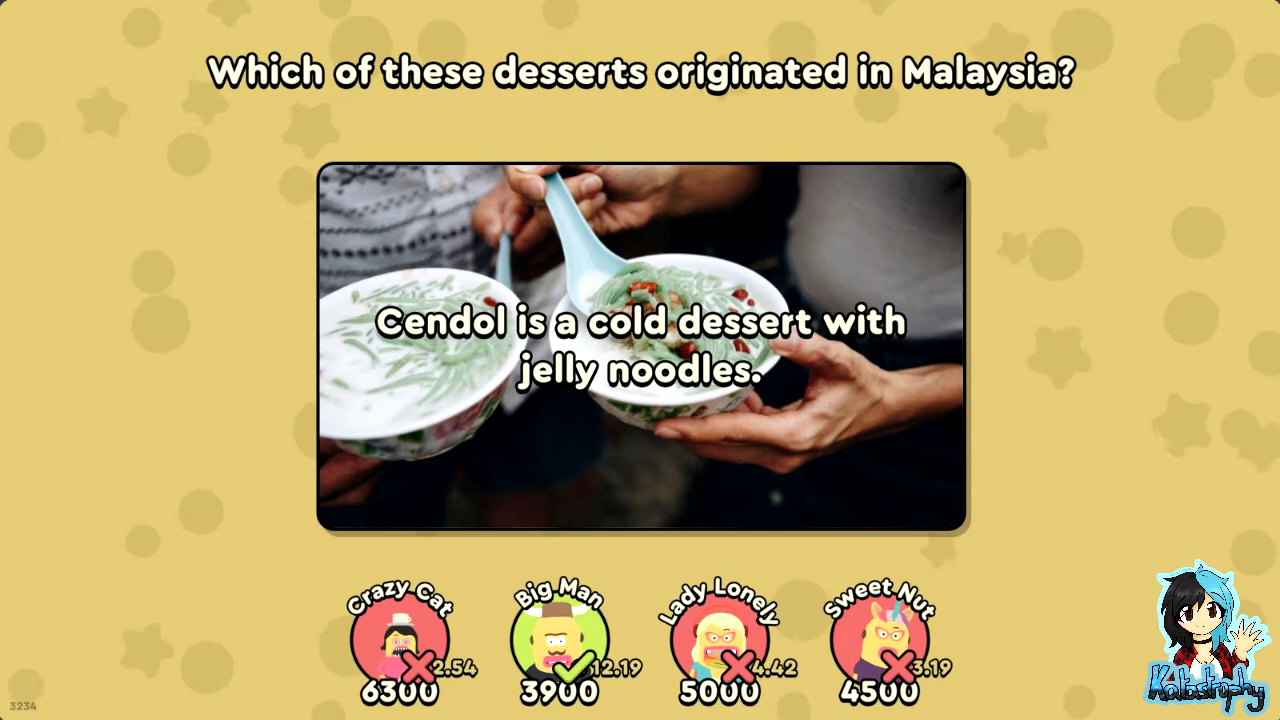 Which of these desserts originated in Malaysia?
Cendol is a cold dessert with
jelly noodles.
Crazy Cat
Big Man
Lady Lonely
Sweet Nut
2.54
12.19
4.42
3.19
6300
3900
5000
4500
3234
Kolastrophy